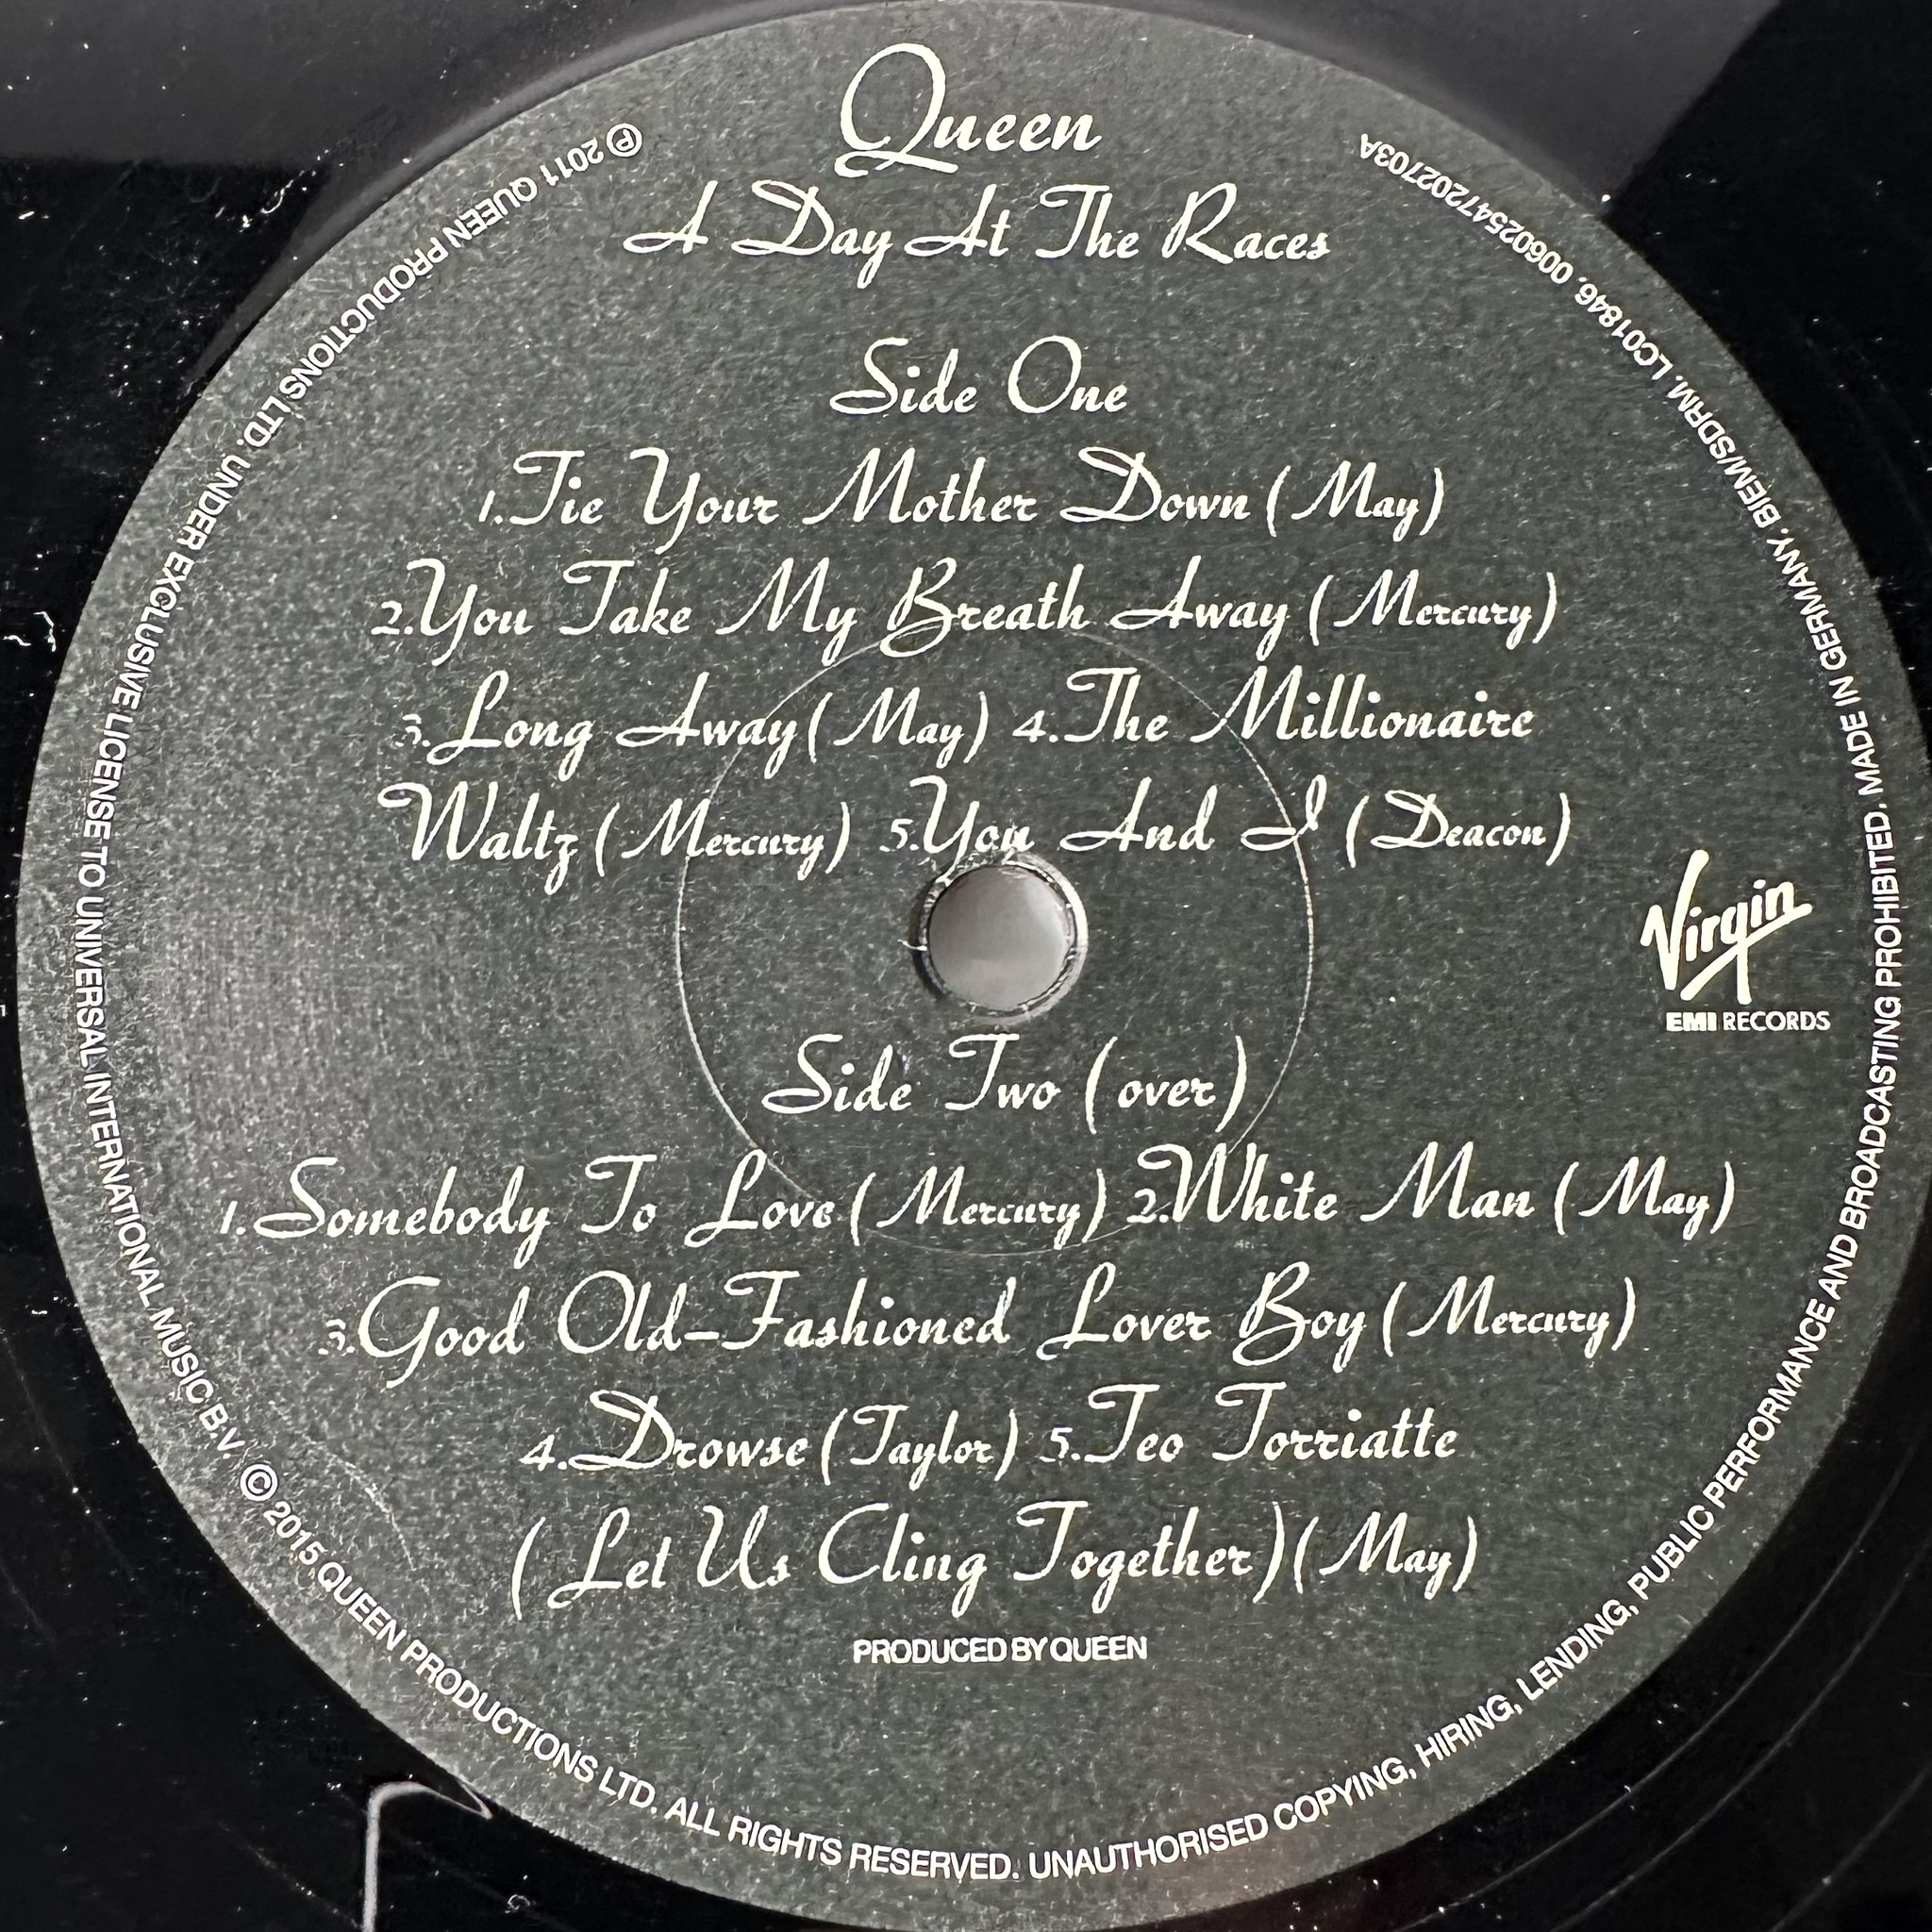 Queen
A Day At The Races
Side One
1.Tie Your Mother Down (May)
2.You Take My Breath Away (Mercury)
3.Long Away (May) 4.The Millionaire
Waltz (Mercury) 5.You And I (Deacon)
Virgin
EMI RECORDS
Side Two (over)
1.Somebody To Love (Mercury) 2.White Man (May)
3.Good Old-Fashioned Lover Boy (Mercury)
4.Drowse (Taylor) 5.Teo Torriatte
(Let Us Cling Together) (May)
PRODUCED BY QUEEN
℗ 2011 QUEEN PRODUCTIONS LTD. UNDER EXCLUSIVE LICENSE TO UNIVERSAL INTERNATIONAL MUSIC B.V. © 2015 QUEEN PRODUCTIONS LTD. ALL RIGHTS RESERVED. UNAUTHORISED COPYING, HIRING, LENDING, PUBLIC PERFORMANCE AND BROADCASTING PROHIBITED. MADE IN GERMANY. BIEM/SDRM. LC01846. 00602547202703A